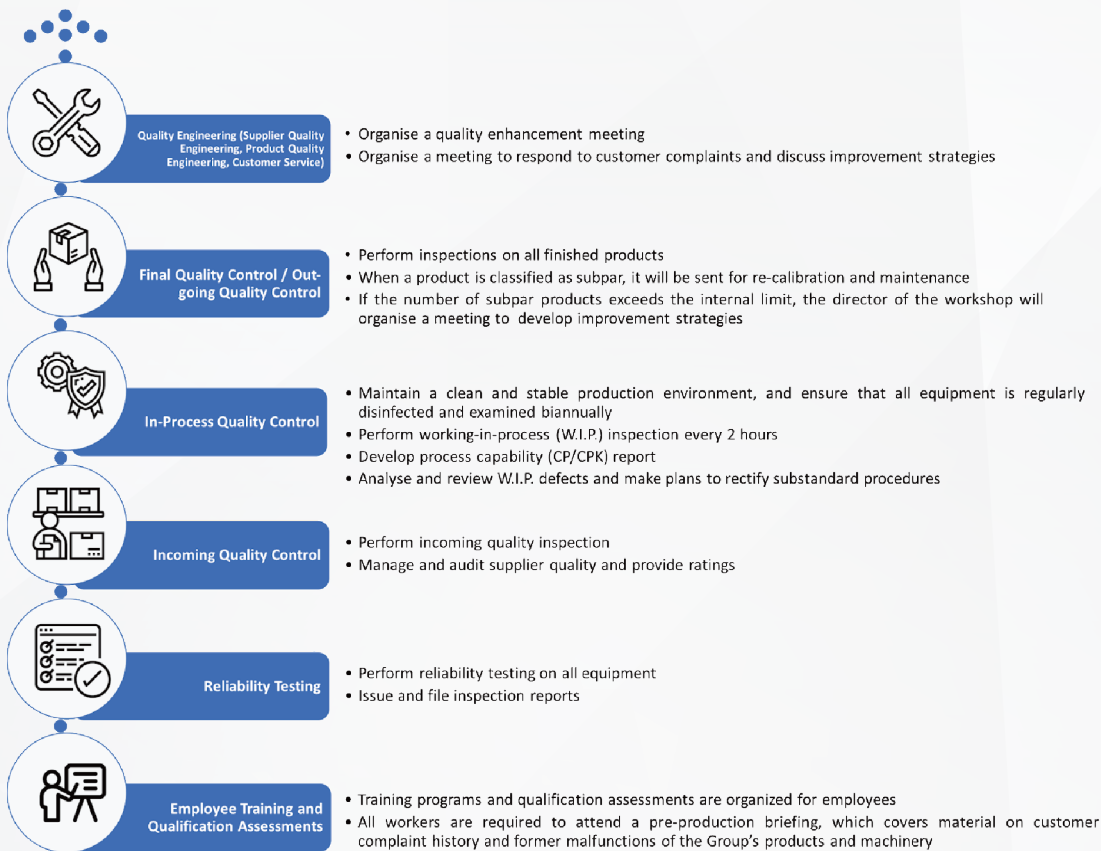 Quality Engineering (Supplier Quality
Engineering, Product Quality
Engineering, Customer Service)
• Organise a quality enhancement meeting
• Organise a meeting to respond to customer complaints and discuss improvement strategies
Final Quality Control / Out-
going Quality Control
• Perform inspections on all finished products
• When a product is classified as subpar, it will be sent for re-calibration and maintenance
• If the number of subpar products exceeds the internal limit, the director of the workshop will
organise a meeting to develop improvement strategies
In-Process Quality Control
• Maintain a clean and stable production environment, and ensure that all equipment is regularly
disinfected and examined biannually
• Perform working-in-process (W.I.P.) inspection every 2 hours
• Develop process capability (CP/CPK) report
• Analyse and review W.I.P. defects and make plans to rectify substandard procedures
Incoming Quality Control
• Perform incoming quality inspection
• Manage and audit supplier quality and provide ratings
Reliability Testing
• Perform reliability testing on all equipment
• Issue and file inspection reports
Employee Training and
Qualification Assessments
• Training programs and qualification assessments are organized for employees
• All workers are required to attend a pre-production briefing, which covers material on customer
complaint history and former malfunctions of the Group's products and machinery